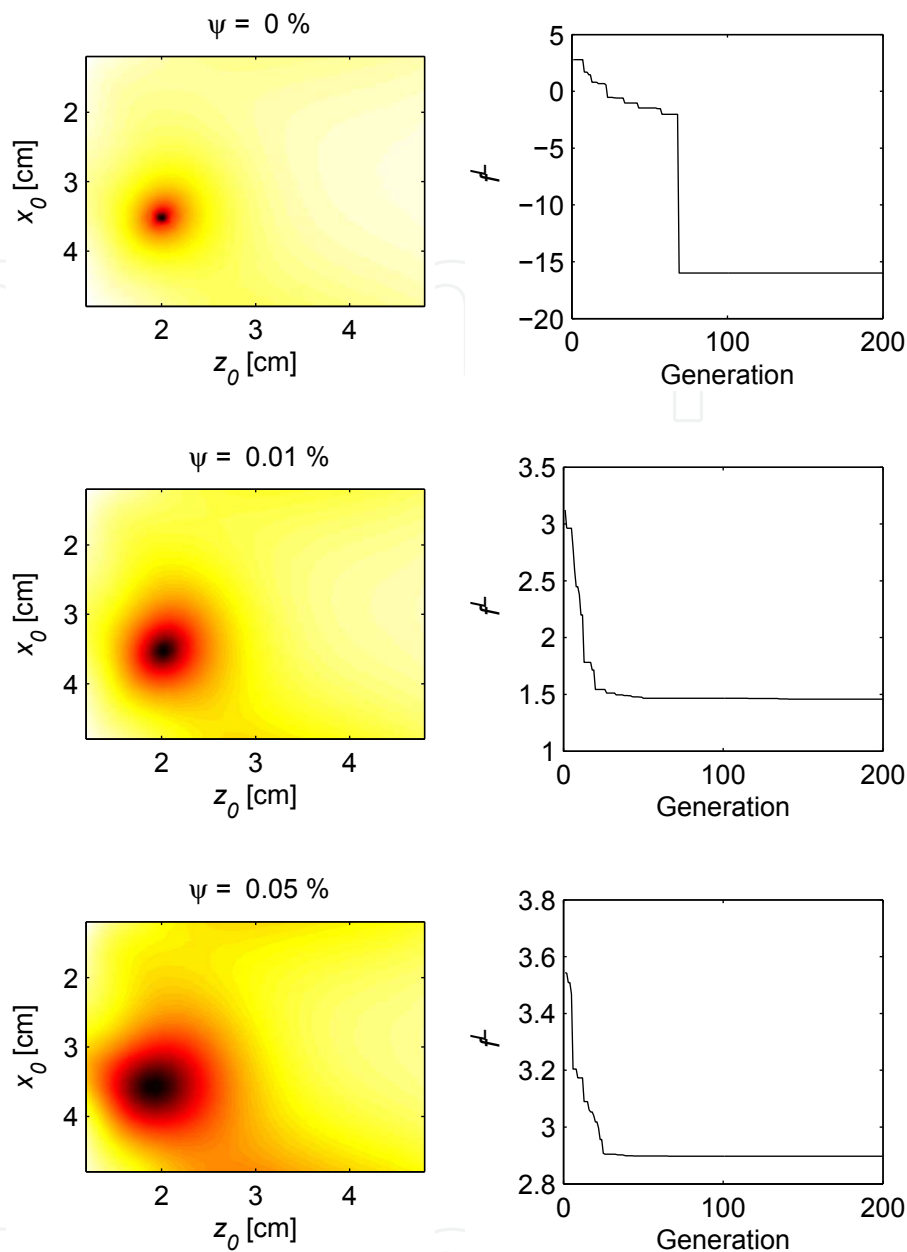 ψ = 0 %
2
3
4
x0 [cm]
2 3 4
z0 [cm]
5
0
−5
−10
−15
−20
0 100 200
Generation
ψ = 0.01 %
2
3
4
x0 [cm]
2 3 4
z0 [cm]
3.5
3
2.5
2
1.5
1
0 100 200
Generation
ψ = 0.05 %
2
3
4
x0 [cm]
2 3 4
z0 [cm]
3.8
3.6
3.4
3.2
3
2.8
0 100 200
Generation